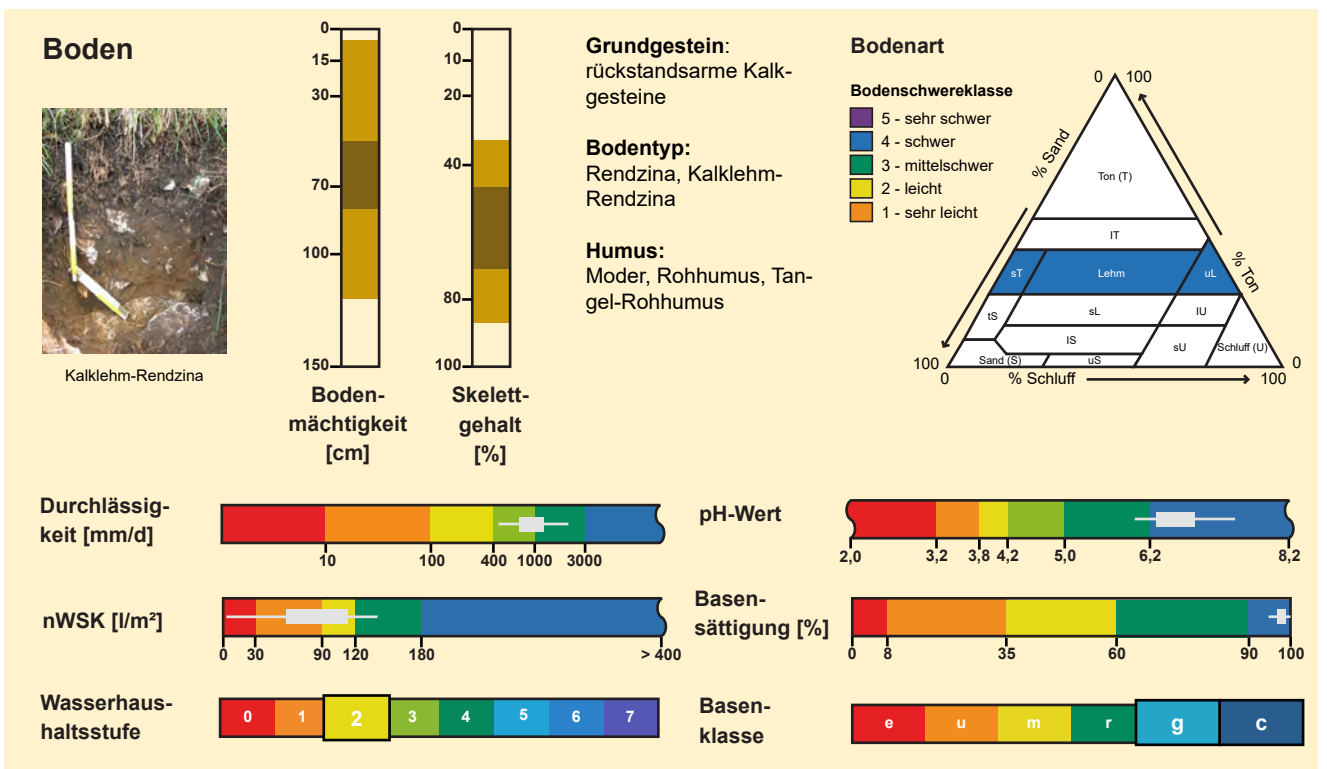 Boden
Kalklehm-Rendzina
0
15
30
70
100
150
Boden-
mächtigkeit
[cm]
0
10
20
40
80
100
Skelett-
gehalt
[%]
Grundgestein:
rückstandsarme Kalk-
gesteine
Bodentyp:
Rendzina, Kalklehm-
Rendzina
Humus:
Moder, Rohhumus, Tan-
gel-Rohhumus
Bodenart
Bodenschwereklasse
5 - sehr schwer
4 - schwer
3 - mittelschwer
2 - leicht
1 - sehr leicht
0 100
% Sand
Ton (T)
lT
% Ton
sT Lehm uL
tS sL lU
lS
sU Schluff (U)
Sand (S) uS
100 0
0 % Schluff 100
Durchlässig-
keit [mm/d]
10 100 400 1000 3000
pH-Wert
2,0 3,2 3,8 4,2 5,0 6,2 8,2
nWSK [l/m²]
0 30 90 120 180 > 400
Basen-
sättigung [%]
0 8 35 60 90 100
Wasserhaus-
haltsstufe
0 1 2 3 4 5 6 7
Basen-
klasse
e u m r g c